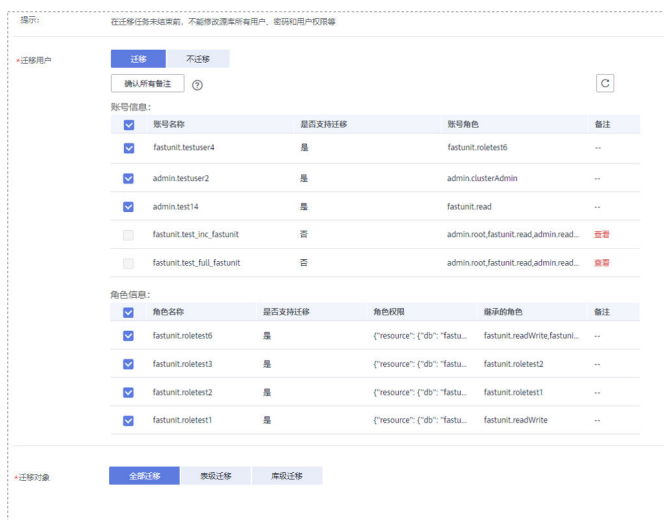 提示： 在迁移任务未结束前，不能修改源库所有用户、密码和用户权限等
*迁移用户 迁移 不迁移
确认所有备注 ?
账号信息：
账号名称 是否支持迁移 账号角色 备注
fastunit.testuser4 是 fastunit.roletest6 --
admin.testuser2 是 admin.clusterAdmin --
admin.test14 是 fastunit.read --
fastunit.test_inc_fastunit 否 admin.root,fastunit.read,admin.read... 查看
fastunit.test_full_fastunit 否 admin.root,fastunit.read,admin.read... 查看
角色信息：
角色名称 是否支持迁移 角色权限 继承的角色 备注
fastunit.roletest6 是 {"resource": {"db": "fastu... fastunit.readWrite,fastuni... --
fastunit.roletest3 是 {"resource": {"db": "fastu... fastunit.roletest2 --
fastunit.roletest2 是 {"resource": {"db": "fastu... fastunit.roletest1 --
fastunit.roletest1 是 {"resource": {"db": "fastu... fastunit.readWrite --
*迁移对象 全部迁移 表级迁移 库级迁移